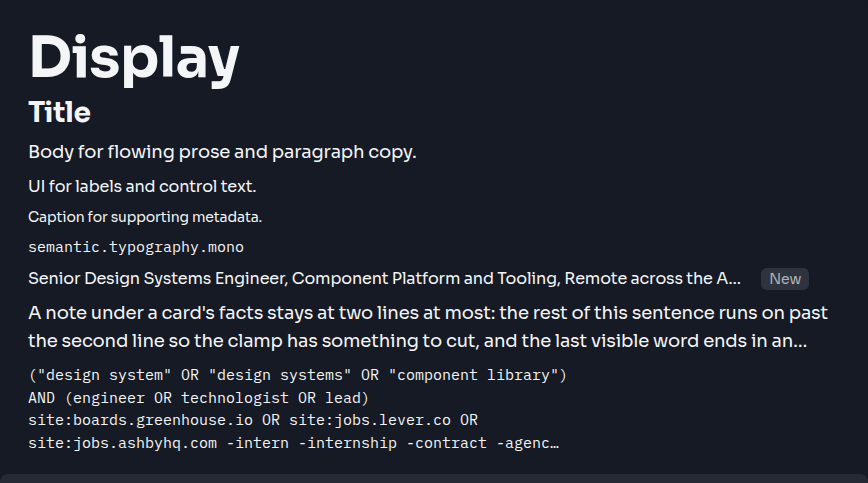 Display
Title
Body for flowing prose and paragraph copy.
UI for labels and control text.
Caption for supporting metadata.
semantic.typography.mono
Senior Design Systems Engineer, Component Platform and Tooling, Remote across the A... New
A note under a card's facts stays at two lines at most: the rest of this sentence runs on past
the second line so the clamp has something to cut, and the last visible word ends in an...
("design system" OR "design systems" OR "component library")
AND (engineer OR technologist OR lead)
site:boards.greenhouse.io OR site:jobs.lever.co OR
site:jobs.ashbyhq.com -intern -internship -contract -agenc…